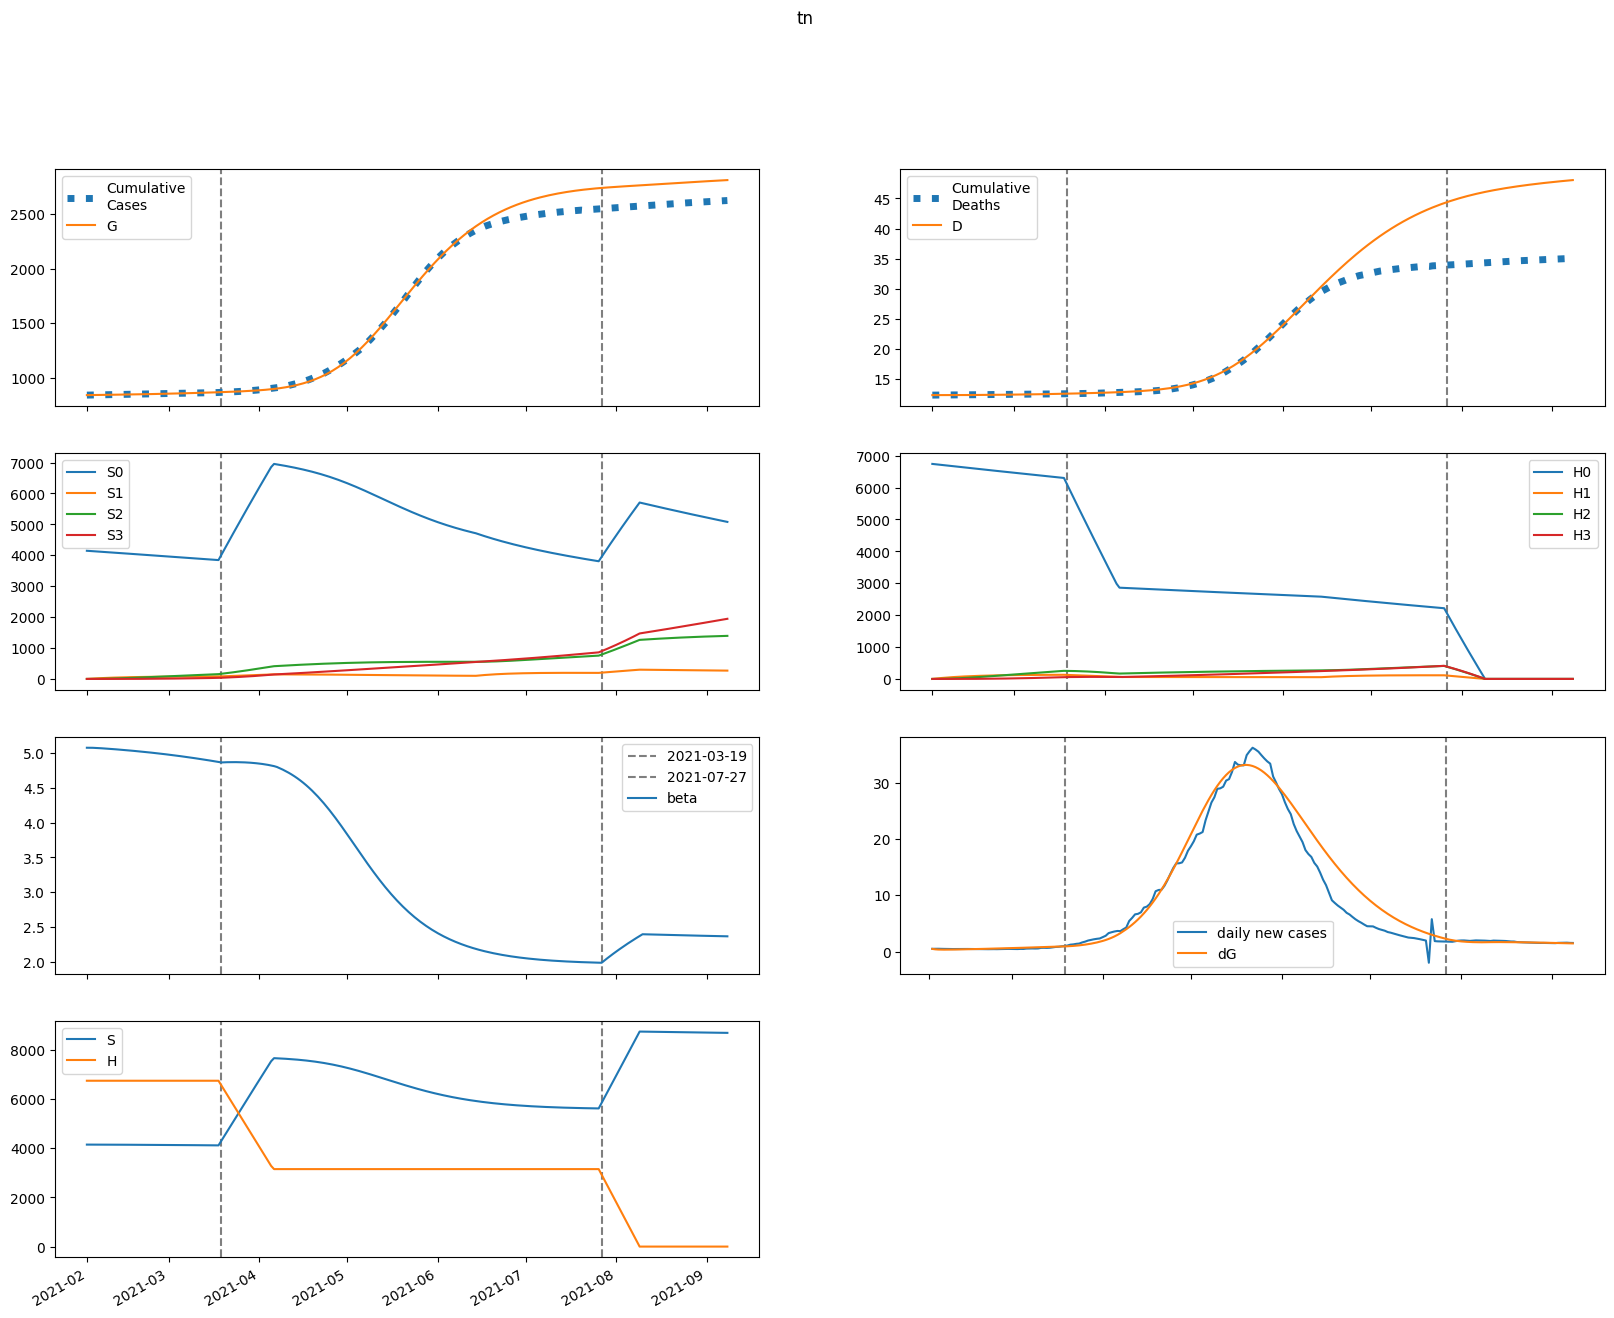 tn
Cumulative
Cases
G
2500
2000
1500
1000
Cumulative
Deaths
D
45
40
35
30
25
20
15
S0
S1
S2
S3
7000
6000
5000
4000
3000
2000
1000
0
H0
H1
H2
H3
7000
6000
5000
4000
3000
2000
1000
0
2021-03-19
2021-07-27
beta
5.0
4.5
4.0
3.5
3.0
2.5
2.0
daily new cases
dG
30
20
10
0
S
H
8000
6000
4000
2000
0
2021-02
2021-03
2021-04
2021-05
2021-06
2021-07
2021-08
2021-09